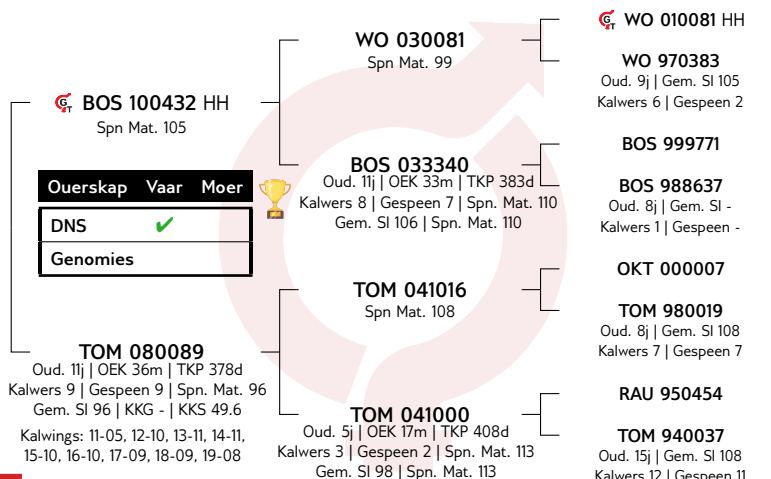 BOS 100432 HH
Spn Mat. 105
Ouerskap Vaar Moer
DNS ✔
Genomies
TOM 080089
Oud. 11j | OEK 36m | TKP 378d
Kalwers 9 | Gespeen 9 | Spn. Mat. 96
Gem. SI 96 | KKG - | KKS 49.6
Kalwings: 11-05, 12-10, 13-11, 14-11,
15-10, 16-10, 17-09, 18-09, 19-08
WO 030081
Spn Mat. 99
BOS 033340
Oud. 11j | OEK 33m | TKP 383d
Kalwers 8 | Gespeen 7 | Spn. Mat. 110
Gem. SI 106 | Spn. Mat. 110
TOM 041016
Spn Mat. 108
TOM 041000
Oud. 5j | OEK 17m | TKP 408d
Kalwers 3 | Gespeen 2 | Spn. Mat. 113
Gem. SI 98 | Spn. Mat. 113
WO 010081 HH
WO 970383
Oud. 9j | Gem. SI 105
Kalwers 6 | Gespeen 2
BOS 999771
BOS 988637
Oud. 8j | Gem. SI -
Kalwers 1 | Gespeen -
OKT 000007
TOM 980019
Oud. 8j | Gem. SI 108
Kalwers 7 | Gespeen 7
RAU 950454
TOM 940037
Oud. 15j | Gem. SI 108
Kalwers 12 | Gespeen 11